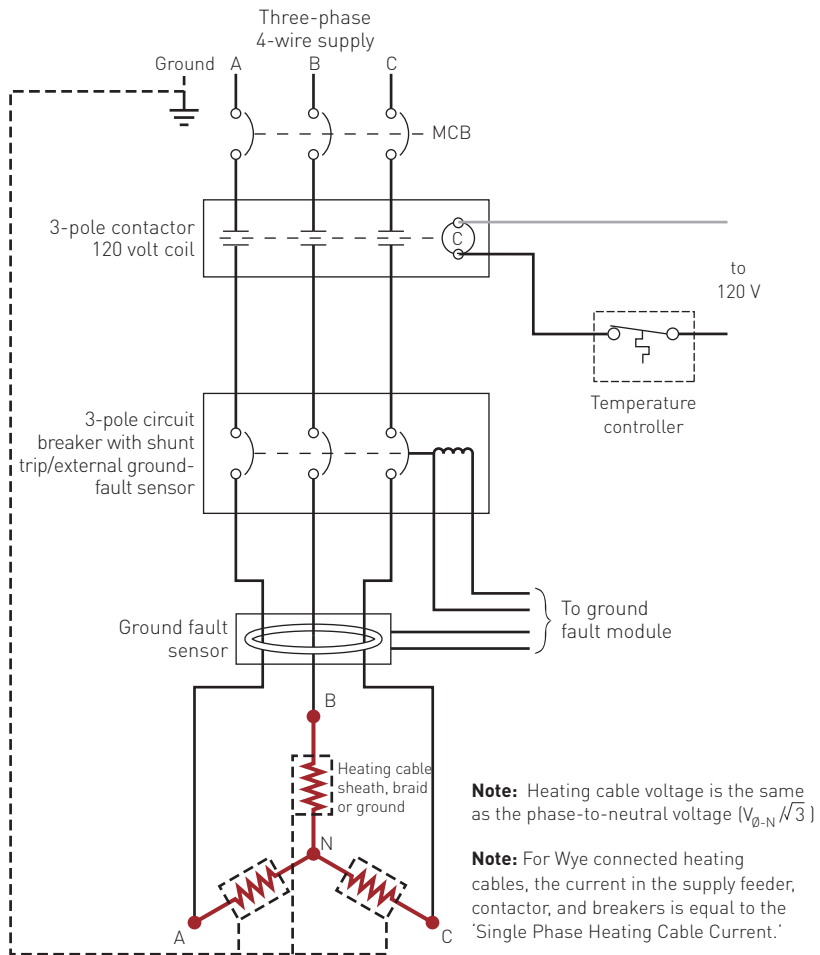 Three-phase
4-wire supply
Ground
A
B
C
MCB
3-pole contactor
120 volt coil
C
to
120 V
Temperature
controller
3-pole circuit
breaker with shunt
trip/external ground-
fault sensor
Ground fault
sensor
To ground
fault module
B
Heating cable
sheath, braid
or ground
N
A
C
Note: Heating cable voltage is the same
as the phase-to-neutral voltage (VØ-N /√3 )
Note: For Wye connected heating
cables, the current in the supply feeder,
contactor, and breakers is equal to the
‘Single Phase Heating Cable Current.’